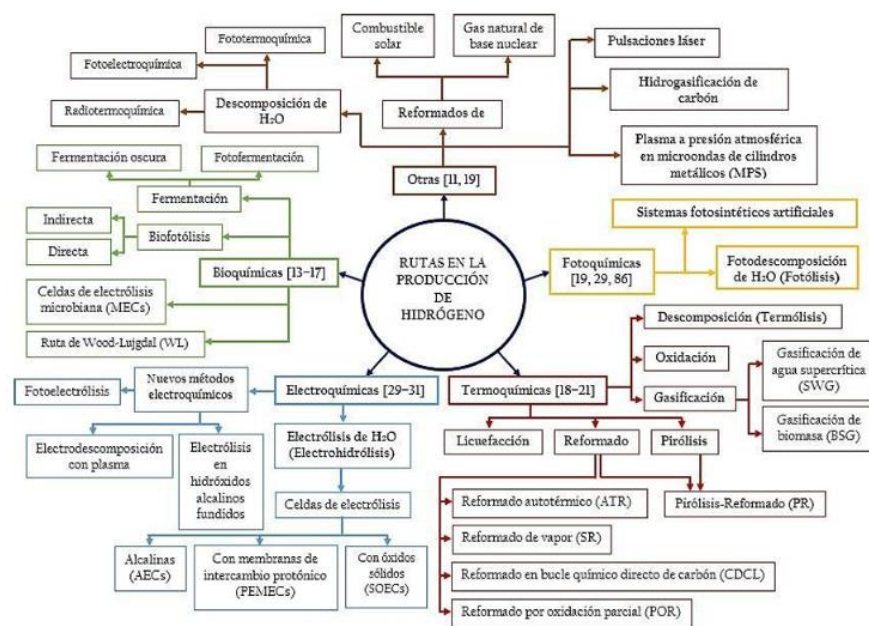 Fototermoquímica
Fotoelectroquímica
Radiotermoquímica
Descomposición de
H₂O
Combustible
solar
Gas natural de
base nuclear
Reformados de
Pulsaciones láser
Hidrogasificación de
carbón
Plasma a presión atmosférica
en microondas de cilindros
metálicos (MPS)
Otras [11, 19]
Fermentación oscura
Fotofermentación
Fermentación
Indirecta
Directa
Biofotólisis
Bioquímicas [13−17]
Celdas de electrólisis
microbiana (MECs)
Ruta de Wood-Lujgdal (WL)
RUTAS EN LA
PRODUCCIÓN
DE
HIDRÓGENO
Sistemas fotosintéticos artificiales
Fotoquímicas
[19, 29, 86]
Fotodescomposición
de H₂O (Fotólisis)
Descomposición (Termólisis)
Oxidación
Gasificación
Gasificación de
agua supercrítica
(SWG)
Gasificación de
biomasa (BSG)
Termoquímicas [18−21]
Licuefacción
Reformado
Pirólisis
Reformado autotérmico (ATR)
Pirólisis-Reformado (PR)
Reformado de vapor (SR)
Reformado en bucle químico directo de carbón (CDCL)
Reformado por oxidación parcial (POR)
Electroquímicas [29−31]
Nuevos métodos
electroquímicos
Fotoelectrólisis
Electrodescomposición
con plasma
Electrólisis
en
hidróxidos
alcalinos
fundidos
Electrólisis de H₂O
(Electrohidrólisis)
Celdas de electrólisis
Alcalinas
(AECs)
Con membranas de
intercambio protónico
(PEMECs)
Con óxidos
sólidos
(SOECs)